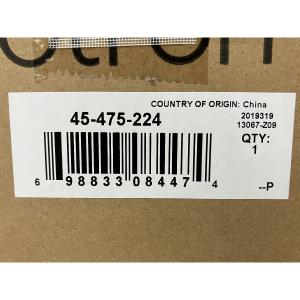 COUNTRY OF ORIGIN: China
45-475-224
2019319
13067-Z09
QTY:
1
6 98833 08447 4
--P